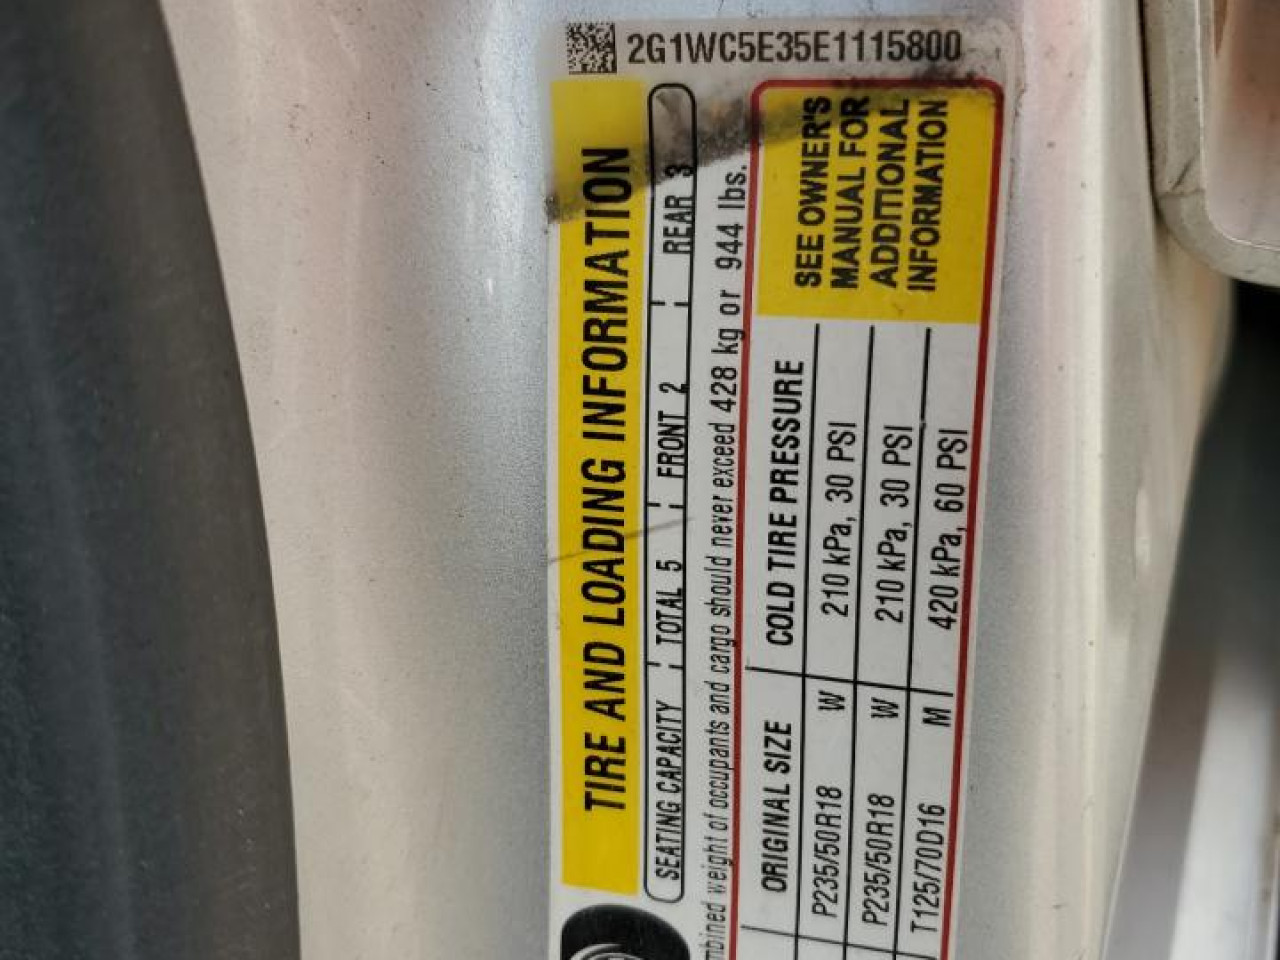 2G1WC5E35E1115800
TIRE AND LOADING INFORMATION
SEATING CAPACITY TOTAL 5 FRONT 2 REAR 3
weight of occupants and cargo should never exceed 428 kg or 944 lbs.
ORIGINAL SIZE COLD TIRE PRESSURE
P235/50R18 W 210 kPa, 30 PSI
P235/50R18 W 210 kPa, 30 PSI
T125/70D16 M 420 kPa, 60 PSI
SEE OWNER'S
MANUAL FOR
ADDITIONAL
INFORMATION